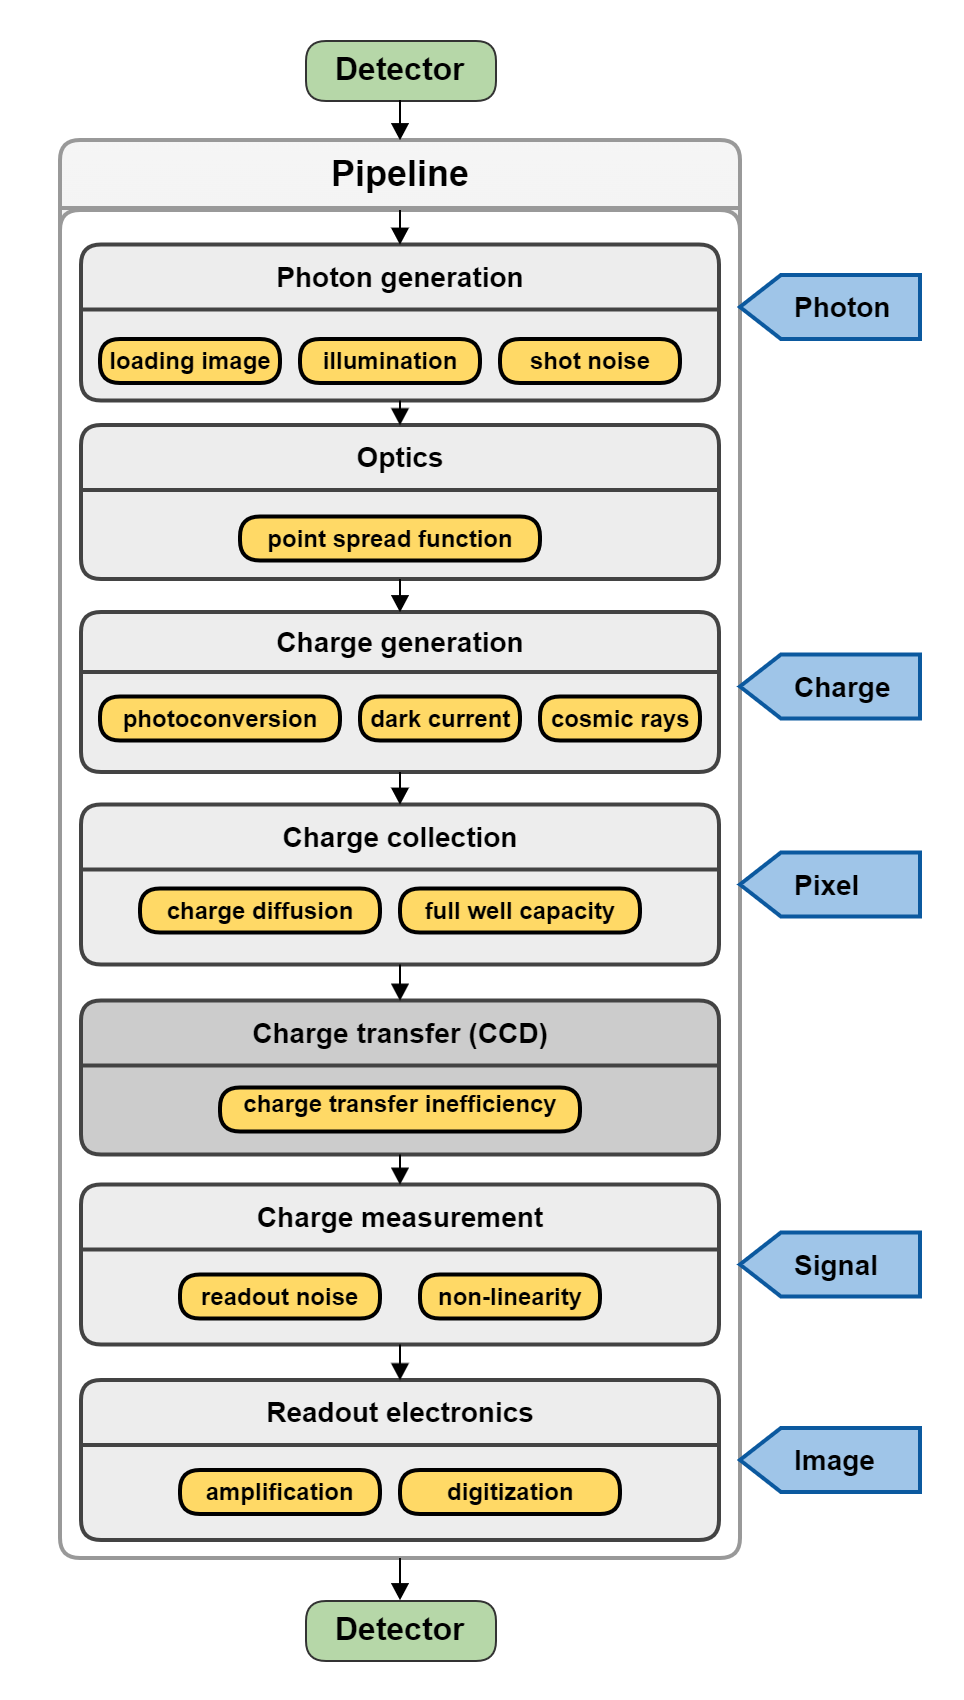 Detector
Pipeline
Photon generation
Photon
loading image
illumination
shot noise
Optics
point spread function
Charge generation
Charge
photoconversion
dark current
cosmic rays
Charge collection
Pixel
charge diffusion
full well capacity
Charge transfer (CCD)
charge transfer inefficiency
Charge measurement
Signal
readout noise
non-linearity
Readout electronics
Image
amplification
digitization
Detector